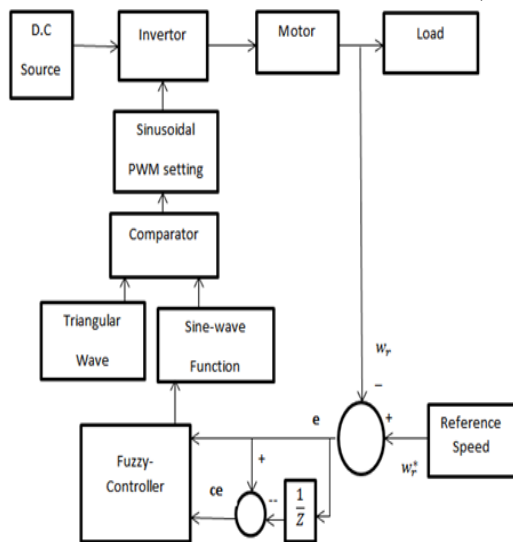 D.C
Source
Invertor
Motor
Load
Sinusoidal
PWM setting
Comparator
Triangular
Wave
Sine-wave
Function
w_r
−
+
Reference
Speed
w_r^*
e
Fuzzy-
Controller
+
ce
--
1
Z